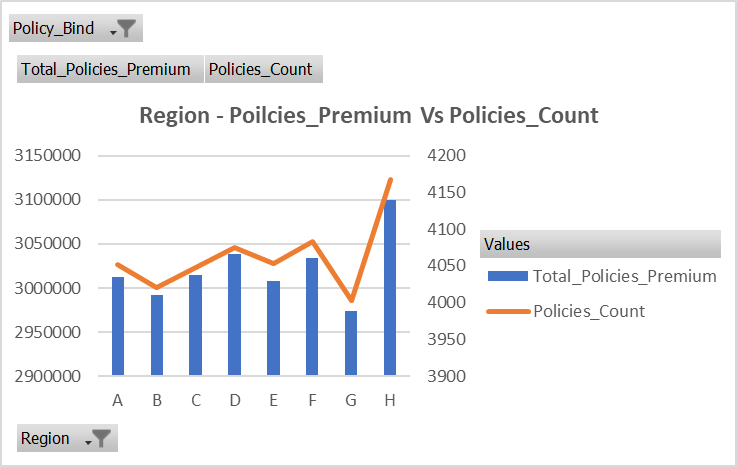 Policy_Bind
Total_Policies_Premium Policies_Count
Region - Poilcies_Premium Vs Policies_Count
3150000 4200
3100000 4150
4100
3050000 4050
3000000 4000
2950000 3950
2900000 3900
A B C D E F G H
Values
Total_Policies_Premium
Policies_Count
Region